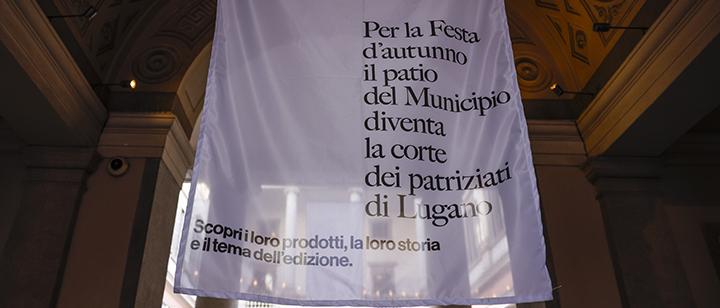 Per la Festa
d'autunno
il patio
del Municipio
diventa
la corte
dei patriziati
di Lugano
Scopri i loro prodotti, la loro storia
e il tema dell'edizione.